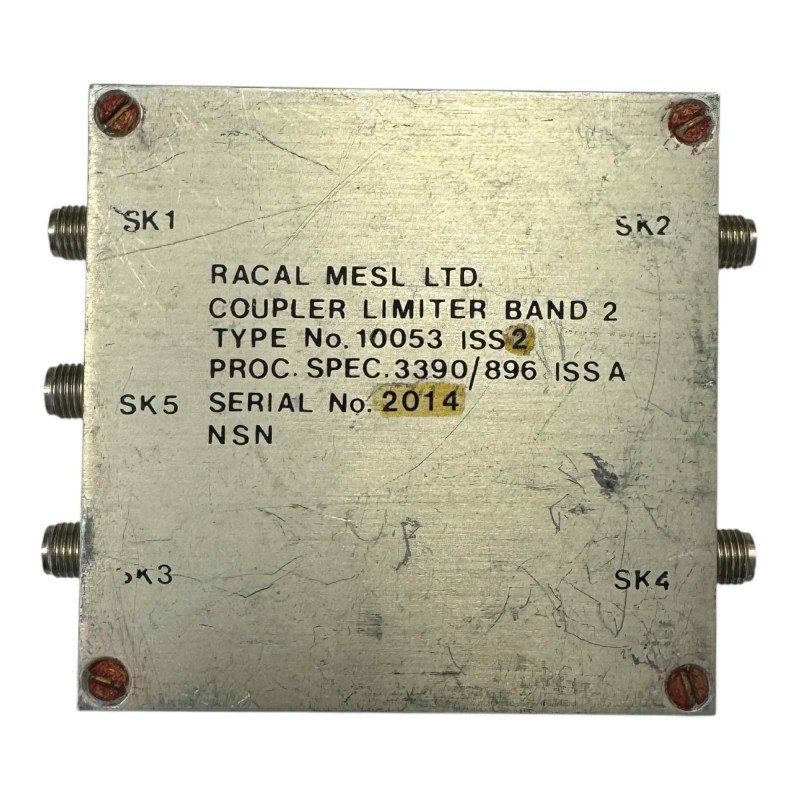 SK1
SK2
RACAL MESL LTD.
COUPLER LIMITER BAND 2
TYPE No. 10053 ISS 2
PROC. SPEC. 3390/896 ISS A
SK5
SERIAL No. 2014
NSN
SK3
SK4